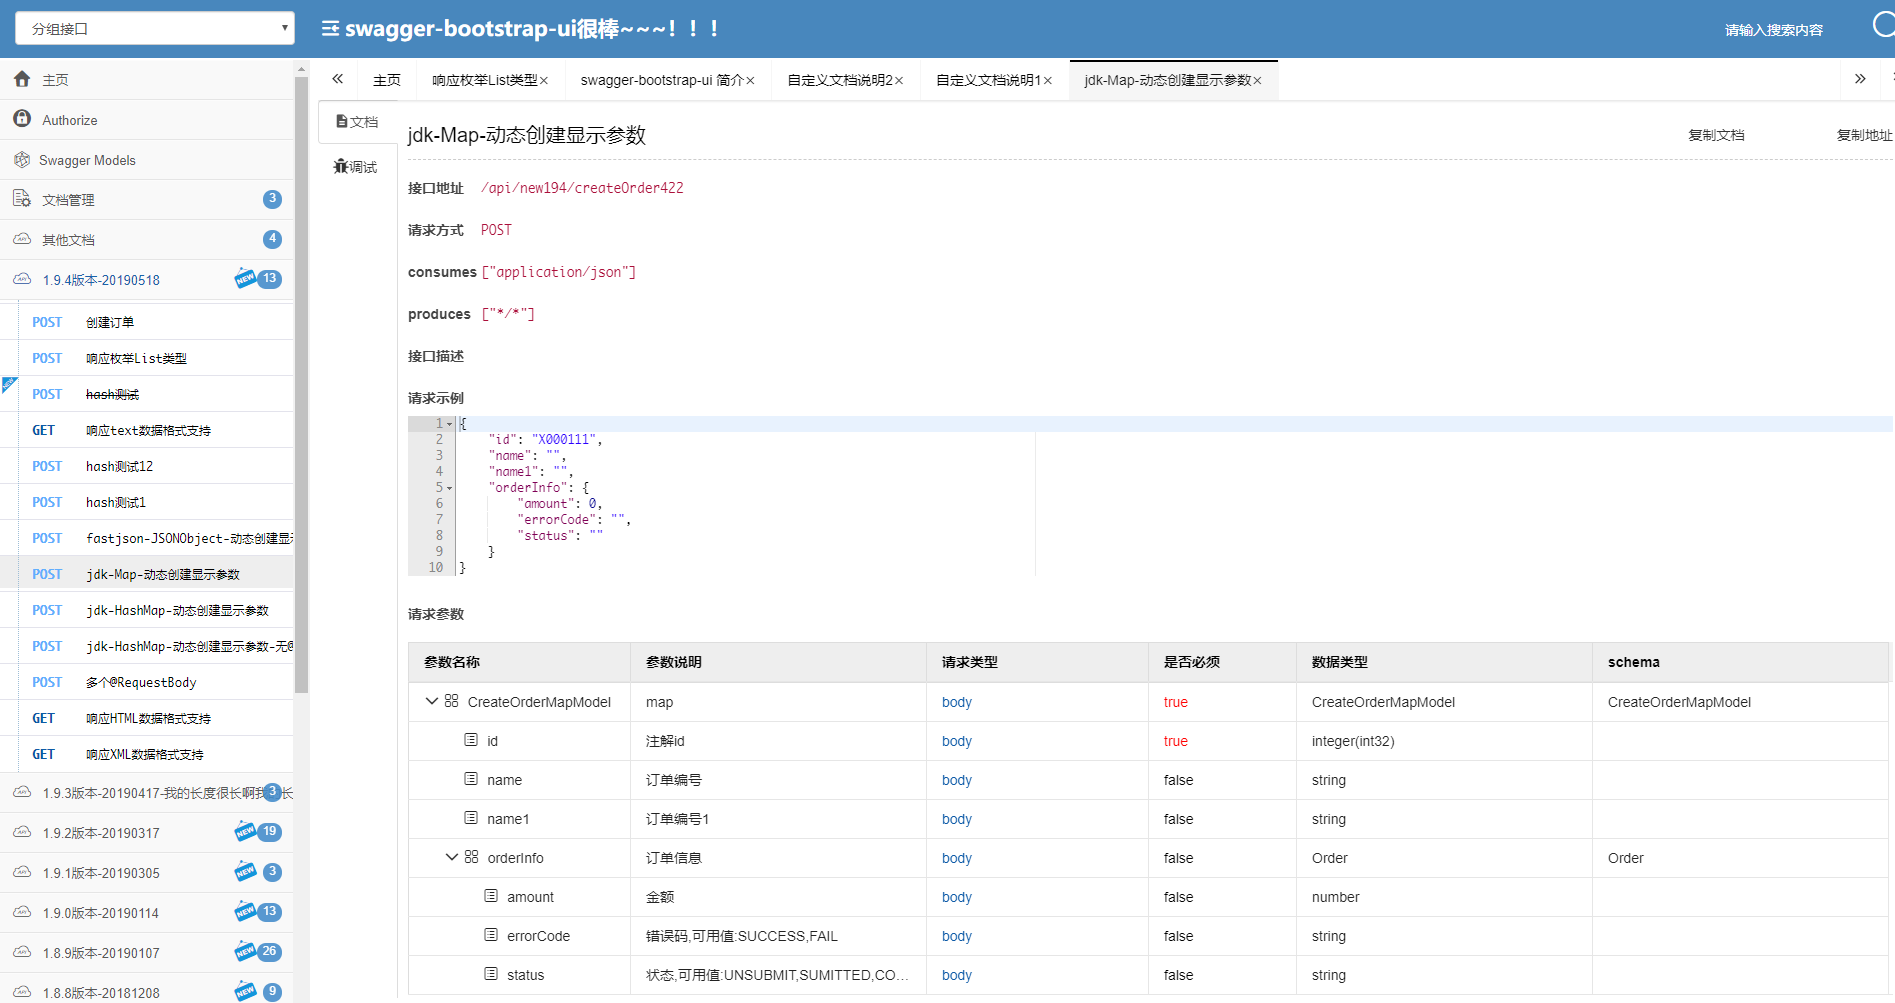 分组接口
swagger-bootstrap-ui很棒~~~！！！
请输入搜索内容
主页
Authorize
Swagger Models
文档管理 3
其他文档 4
1.9.4版本-20190518 NEW 13
POST 创建订单
POST 响应枚举List类型
NEW
POST hash测试
GET 响应text数据格式支持
POST hash测试12
POST hash测试1
POST fastjson-JSONObject-动态创建显
POST jdk-Map-动态创建显示参数
POST jdk-HashMap-动态创建显示参数
POST jdk-HashMap-动态创建显示参数-无@
POST 多个@RequestBody
GET 响应HTML数据格式支持
GET 响应XML数据格式支持
1.9.3版本-20190417-我的长度很长啊我 3 长
1.9.2版本-20190317 NEW 19
1.9.1版本-20190305 NEW 3
1.9.0版本-20190114 NEW 13
1.8.9版本-20190107 NEW 26
1.8.8版本-20181208 NEW 9
« 主页 响应枚举List类型× swagger-bootstrap-ui 简介× 自定义文档说明2× 自定义文档说明1× jdk-Map-动态创建显示参数× »
文档
调试
jdk-Map-动态创建显示参数 复制文档 复制地址
接口地址 /api/new194/createOrder422
请求方式 POST
consumes ["application/json"]
produces ["*/*"]
接口描述
请求示例
1 {
2 "id": "X000111",
3 "name": "",
4 "name1": "",
5 "orderInfo": {
6 "amount": 0,
7 "errorCode": "",
8 "status": ""
9 }
10 }
请求参数
参数名称 参数说明 请求类型 是否必须 数据类型 schema
CreateOrderMapModel map body true CreateOrderMapModel CreateOrderMapModel
id 注解id body true integer(int32)
name 订单编号 body false string
name1 订单编号1 body false string
orderInfo 订单信息 body false Order Order
amount 金额 body false number
errorCode 错误码,可用值:SUCCESS,FAIL body false string
status 状态,可用值:UNSUBMIT,SUMITTED,CO... body false string